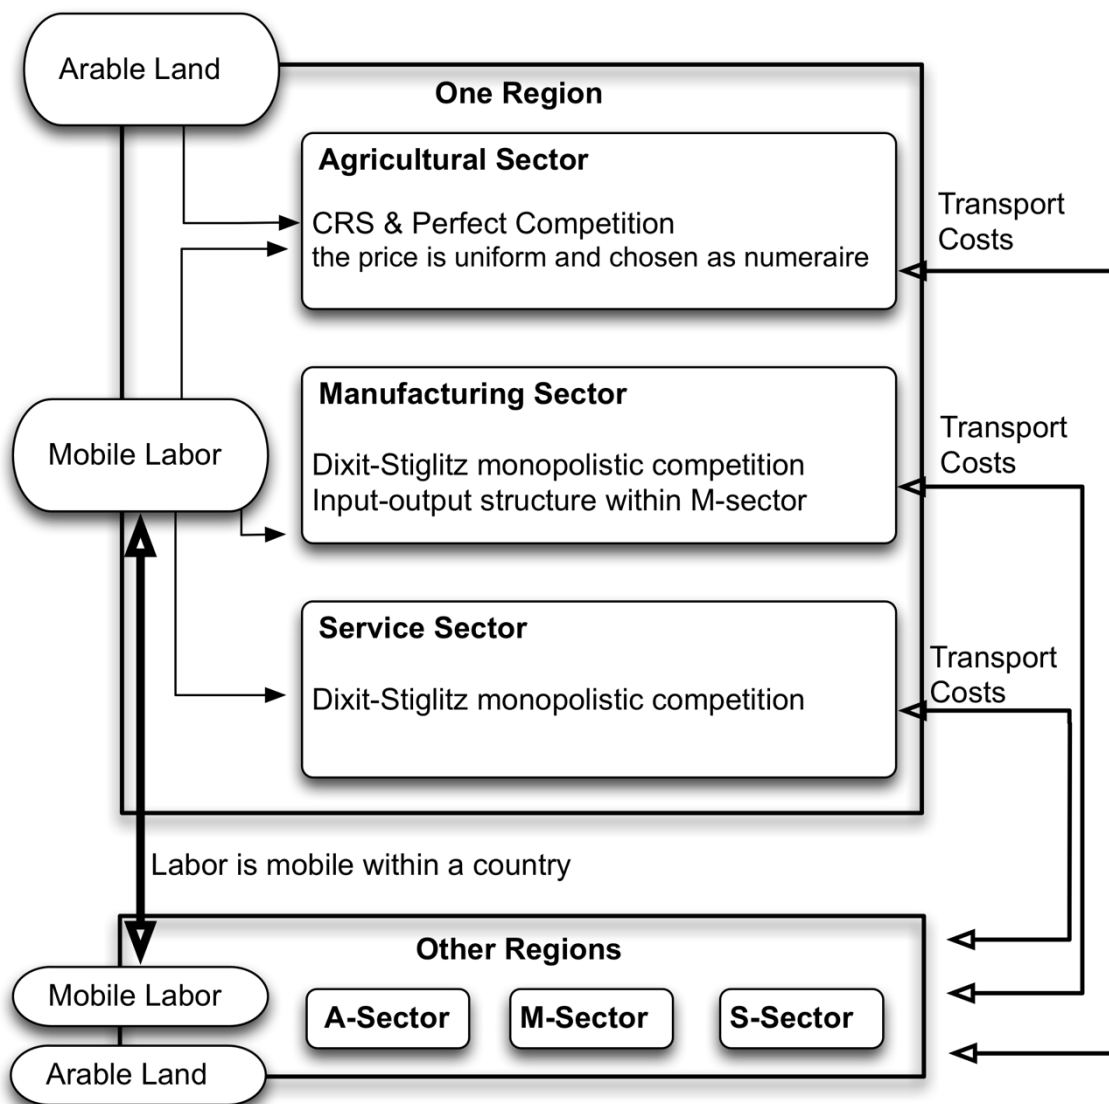 Arable Land
One Region
Agricultural Sector
CRS & Perfect Competition
the price is uniform and chosen as numeraire
Transport
Costs
Manufacturing Sector
Dixit-Stiglitz monopolistic competition
Input-output structure within M-sector
Transport
Costs
Mobile Labor
Service Sector
Dixit-Stiglitz monopolistic competition
Transport
Costs
Labor is mobile within a country
Other Regions
Mobile Labor
A-Sector
M-Sector
S-Sector
Arable Land